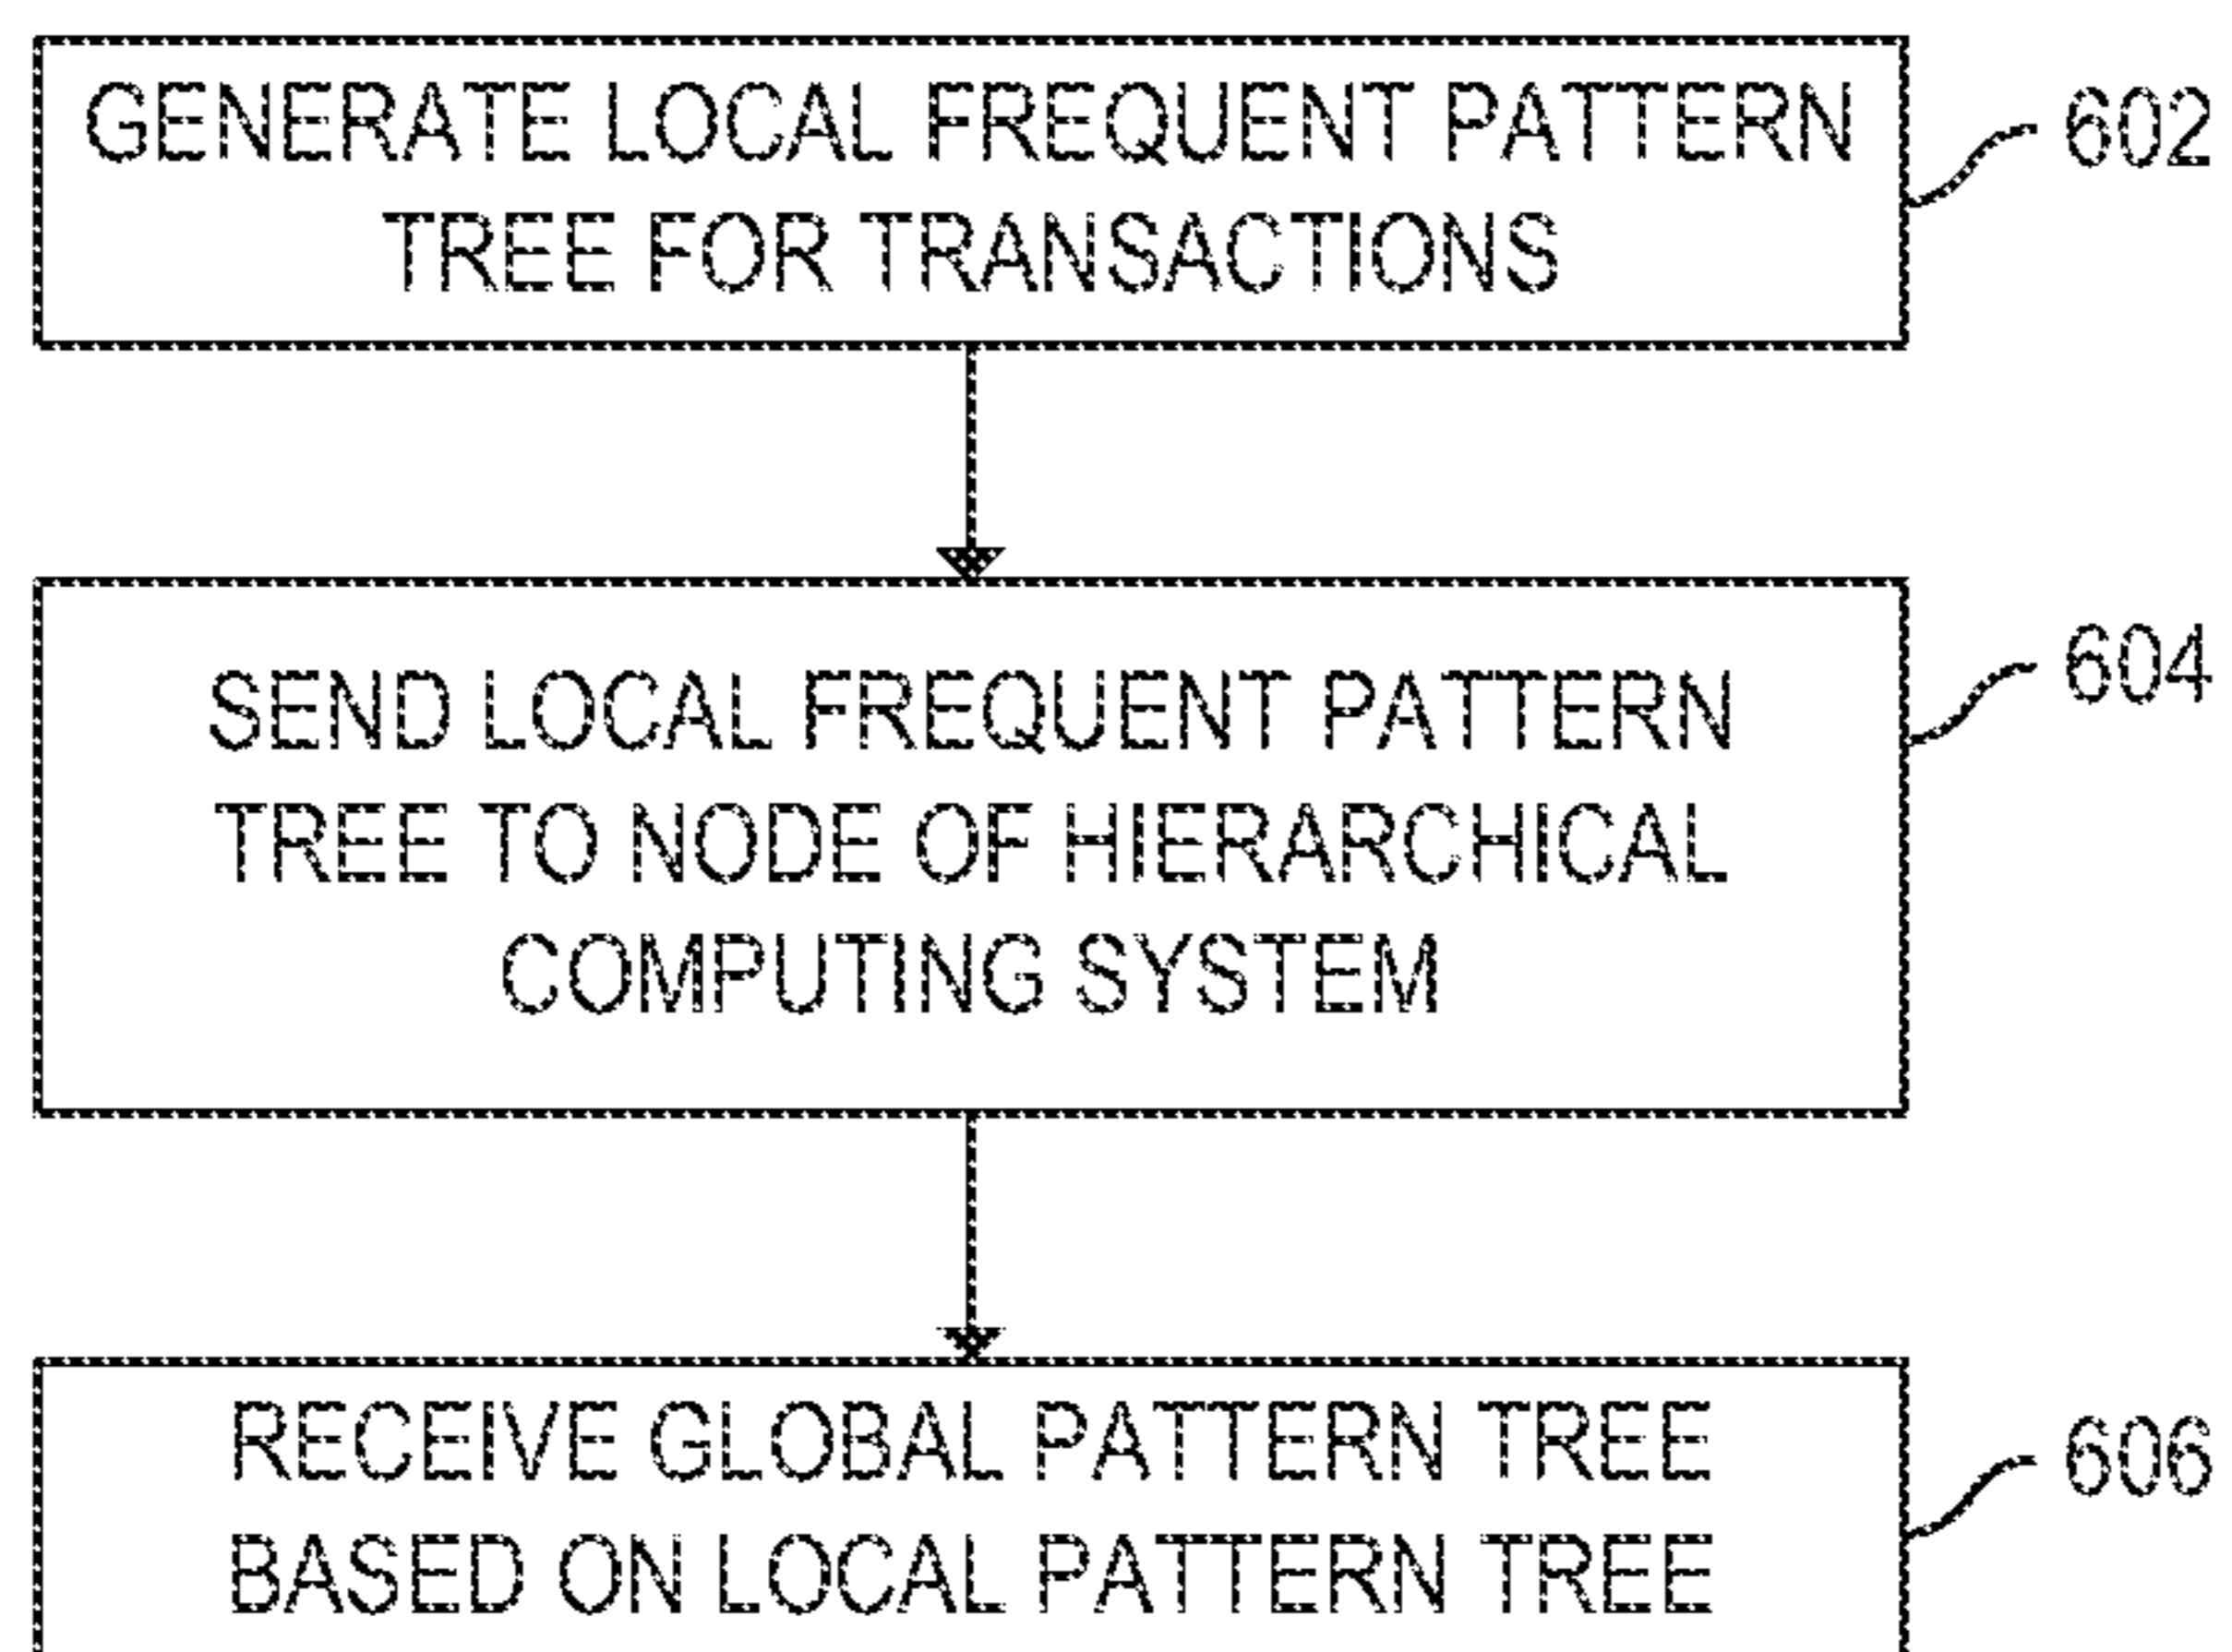 GENERATE LOCAL FREQUENT PATTERN
TREE FOR TRANSACTIONS
602
SEND LOCAL FREQUENT PATTERN
TREE TO NODE OF HIERARCHICAL
COMPUTING SYSTEM
604
RECEIVE GLOBAL PATTERN TREE
BASED ON LOCAL PATTERN TREE
606